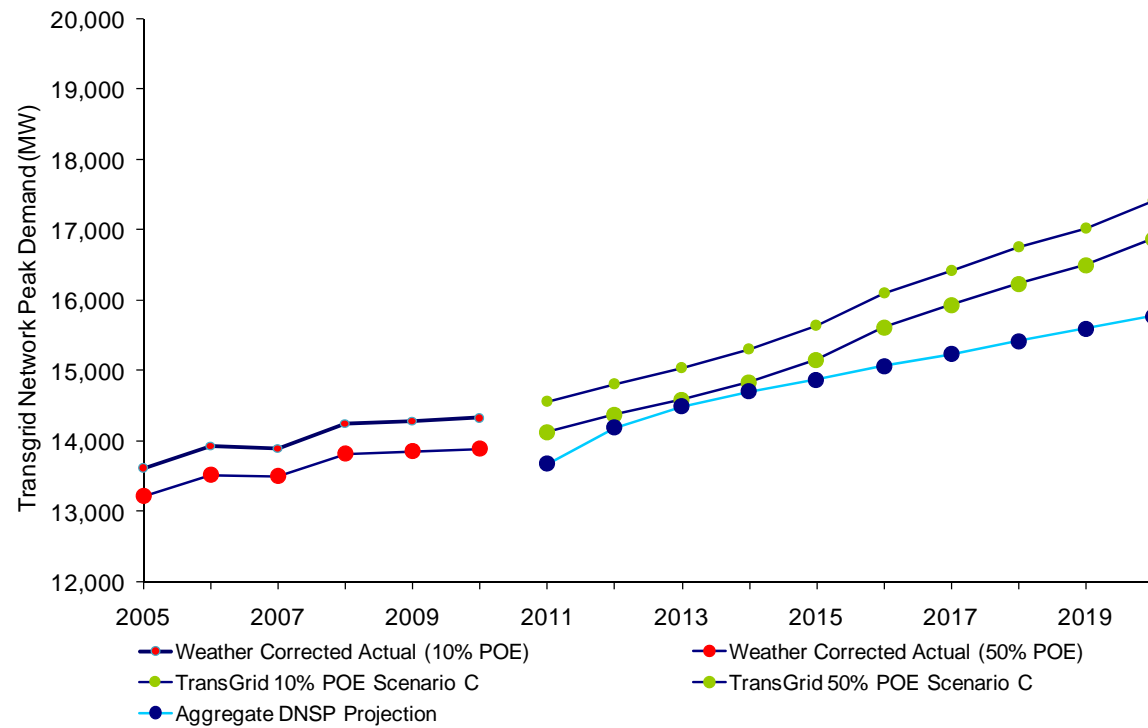 Transgrid Network Peak Demand (MW)
20,000
19,000
18,000
17,000
16,000
15,000
14,000
13,000
12,000
2005 2007 2009 2011 2013 2015 2017 2019
Weather Corrected Actual (10% POE) Weather Corrected Actual (50% POE)
TransGrid 10% POE Scenario C TransGrid 50% POE Scenario C
Aggregate DNSP Projection